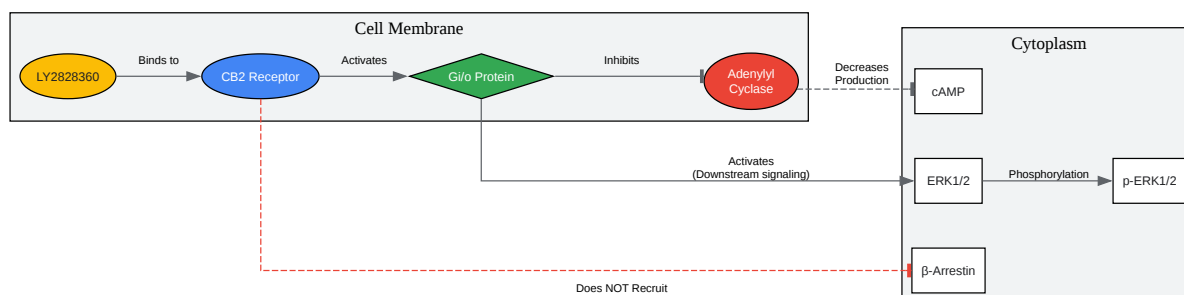 Cell Membrane
LY2828360
Binds to
CB2 Receptor
Activates
Gi/o Protein
Inhibits
Adenylyl
Cyclase
Decreases
Production
Cytoplasm
cAMP
Activates
(Downstream signaling)
ERK1/2
Phosphorylation
p-ERK1/2
Does NOT Recruit
β-Arrestin